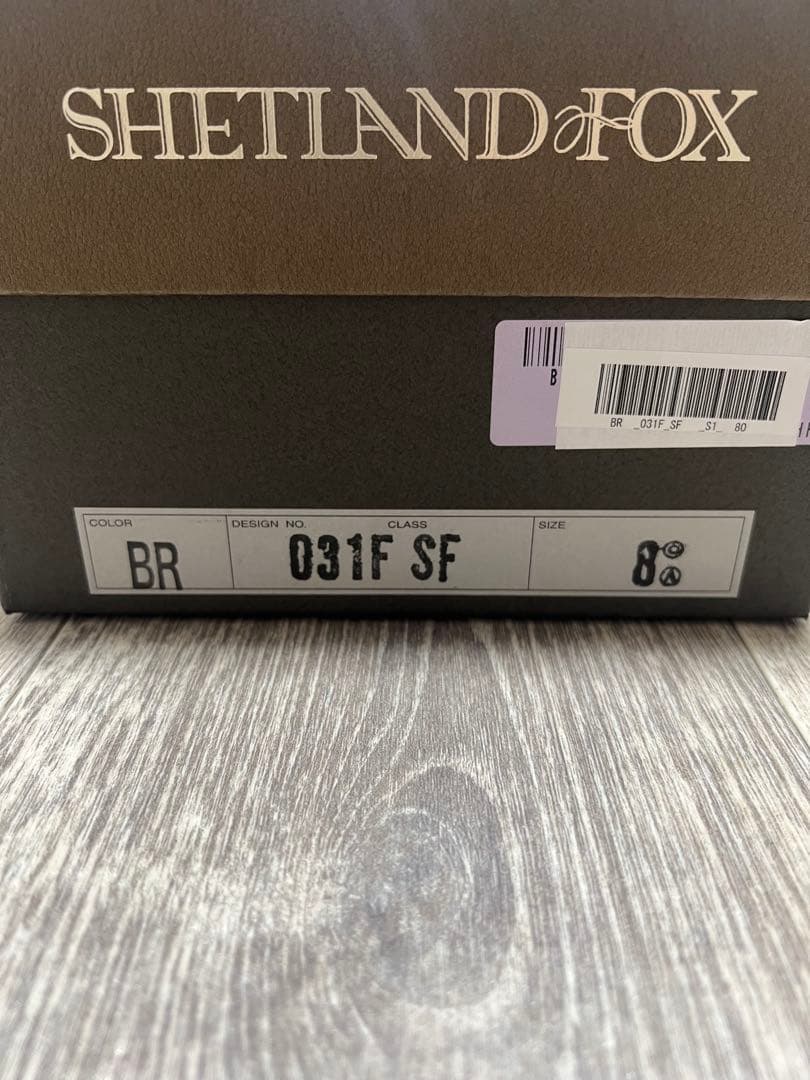 SHETLAND FOX
B
BR _031F_SF _S1_ 80
COLOR DESIGN NO. CLASS SIZE
BR 031F SF 8
A